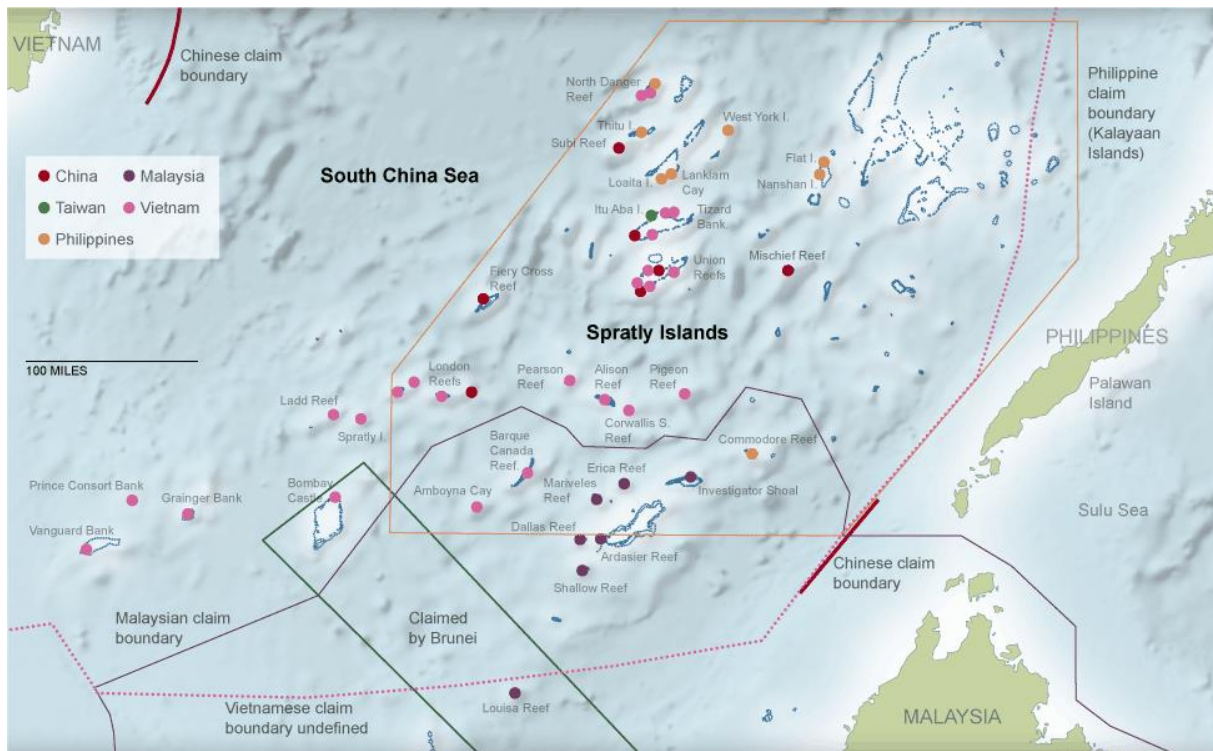 VIETNAM
Chinese claim
boundary
North Danger
Reef
West York I.
Thitu I.
Subi Reef
Flat I.
Philippine
claim
boundary
(Kalayaan
Islands)
China
Malaysia
Taiwan
Vietnam
Philippines
South China Sea
Loaita I.
Lanklam
Cay
Nanshan I.
Itu Aba I.
Tizard
Bank.
Union
Reefs
Mischief Reef
Fiery Cross
Reef
Spratly Islands
PHILIPPINES
100 MILES
London
Reefs
Pearson
Reef
Alison
Reef
Pigeon
Reef
Palawan
Island
Ladd Reef
Spratly I.
Corwallis S.
Reef
Barque
Canada
Reef.
Commodore Reef
Erica Reef
Prince Consort Bank
Grainger Bank
Bombay
Castle
Amboyna Cay
Mariveles
Reef
Investigator Shoal
Sulu Sea
Vanguard Bank
Dallas Reef
Ardasier Reef
Shallow Reef
Chinese claim
boundary
Malaysian claim
boundary
Claimed
by Brunei
Vietnamese claim
boundary undefined
Louisa Reef
MALAYSIA